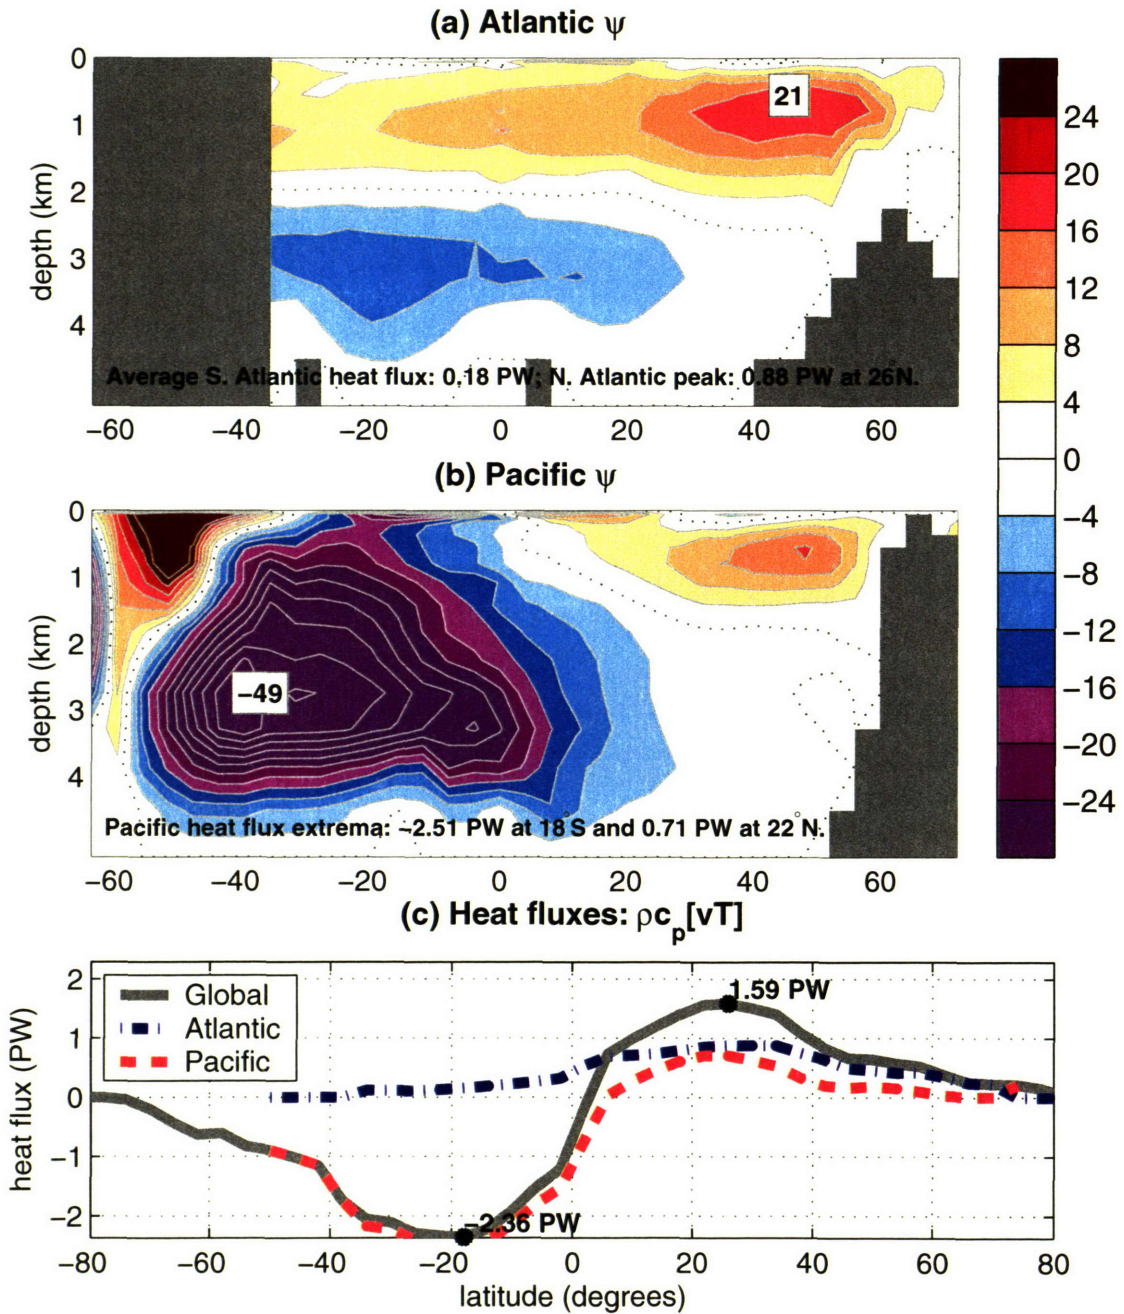 (a) Atlantic ψ
0
1
2
3
4
depth (km)
21
Average S. Atlantic heat flux: 0.18 PW; N. Atlantic peak: 0.88 PW at 26°N.
−60 −40 −20 0 20 40 60
24
20
16
12
8
4
0
−4
−8
−12
−16
−20
−24
(b) Pacific ψ
0
1
2
3
4
depth (km)
−49
Pacific heat flux extrema: −2.51 PW at 18°S and 0.71 PW at 22°N.
−60 −40 −20 0 20 40 60
(c) Heat fluxes: ρcp[vT]
2
1
0
−1
−2
heat flux (PW)
Global
Atlantic
Pacific
1.59 PW
−2.36 PW
−80 −60 −40 −20 0 20 40 60 80
latitude (degrees)